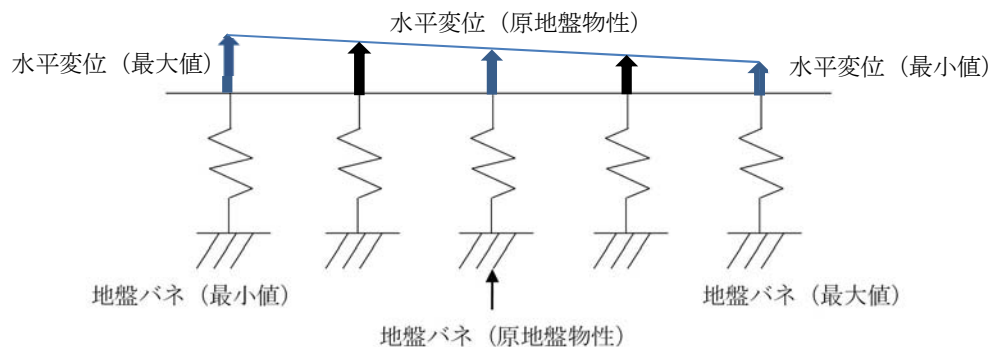 水平変位（原地盤物性）
水平変位（最大値）
水平変位（最小値）
地盤バネ（最小値）
地盤バネ（最大値）
地盤バネ（原地盤物性）